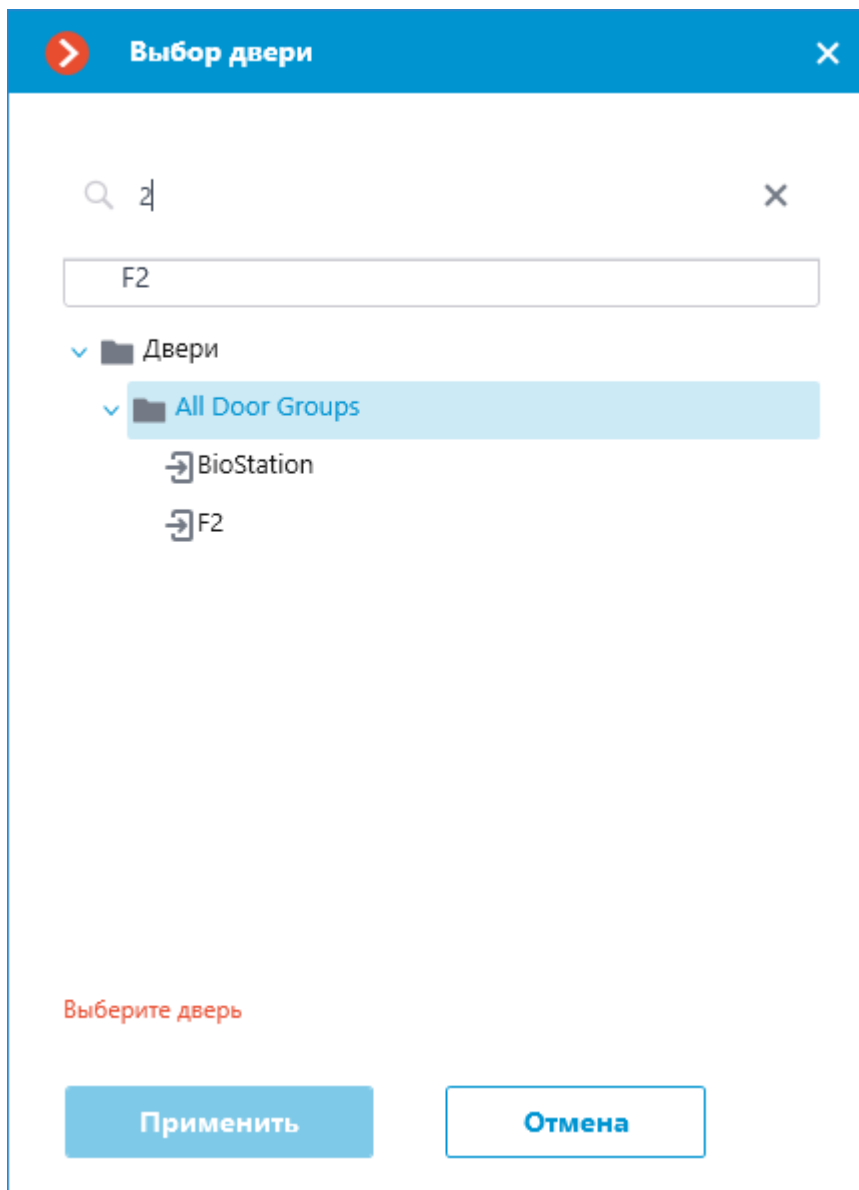 Выбор двери
2
F2
Двери
All Door Groups
BioStation
F2
Выберите дверь
Применить
Отмена